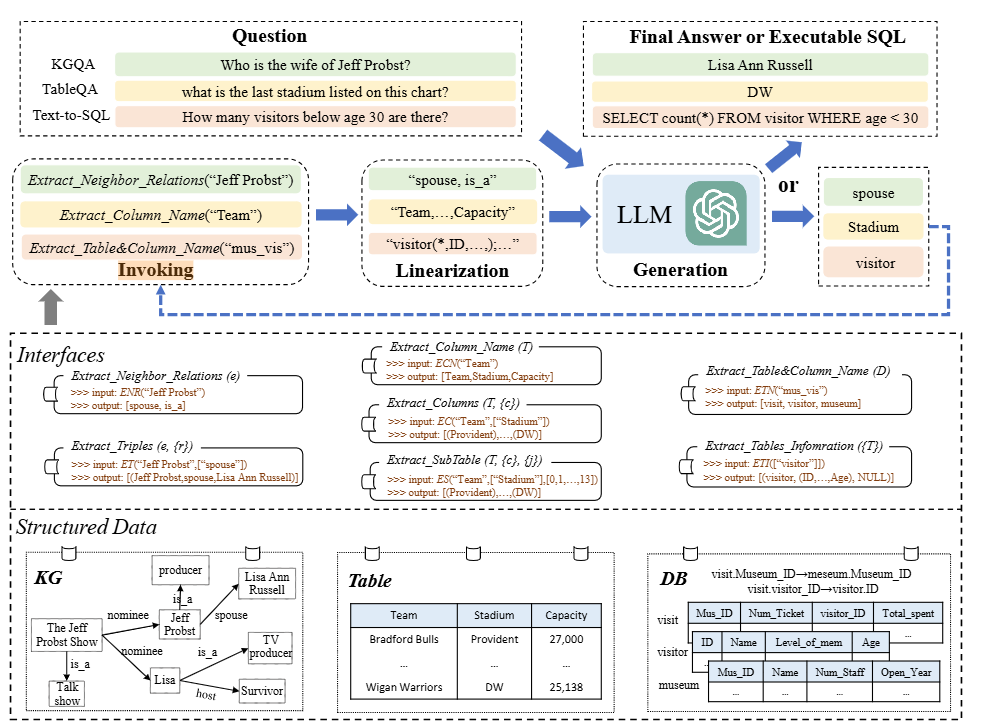 Question
KGQA
Who is the wife of Jeff Probst?
TableQA
what is the last stadium listed on this chart?
Text-to-SQL
How many visitors below age 30 are there?
Final Answer or Executable SQL
Lisa Ann Russell
DW
SELECT count(*) FROM visitor WHERE age < 30
Extract_Neighbor_Relations(“Jeff Probst”)
Extract_Column_Name(“Team”)
Extract_Table&Column_Name(“mus_vis”)
Invoking
“spouse, is_a”
“Team,…,Capacity”
“visitor(*,ID,…,);…”
Linearization
LLM
Generation
or
spouse
Stadium
visitor
Interfaces
Extract_Neighbor_Relations (e)
>>> input: ENR(“Jeff Probst”)
>>> output: [spouse, is_a]
Extract_Triples (e, {r})
>>> input: ET(“Jeff Probst”,[“spouse”])
>>> output: [(Jeff Probst,spouse,Lisa Ann Russell)]
Extract_Column_Name (T)
>>> input: ECN(“Team”)
>>> output: [Team,Stadium,Capacity]
Extract_Columns (T, {c})
>>> input: EC(“Team”,[“Stadium”])
>>> output: [(Provident),…,(DW)]
Extract_SubTable (T, {c}, {j})
>>> input: ES(“Team”,[“Stadium”],[0,1,…,13])
>>> output: [(Provident),…,(DW)]
Extract_Table&Column_Name (D)
>>> input: ETN(“mus_vis”)
>>> output: [visit, visitor, museum]
Extract_Tables_Infomration ({T})
>>> input: ETI([“visitor”]])
>>> output: [(visitor, (ID,…,Age), NULL)]
Structured Data
KG
producer
Lisa Ann
Russell
is_a
nominee
Jeff
Probst
spouse
The Jeff
Probst Show
nominee
is_a
TV
producer
is_a
Lisa
host
Survivor
Talk
show
Table
Team Stadium Capacity
Bradford Bulls Provident 27,000
... ... ...
Wigan Warriors DW 25,138
DB
visit.Museum_ID→meseum.Museum_ID
visit.visitor_ID→visitor.ID
visit
Mus_ID Num_Ticket visitor_ID Total_spent
...
visitor
ID Name Level_of_mem Age
museum
Mus_ID Name Num_Staff Open_Year
... ... ... ...